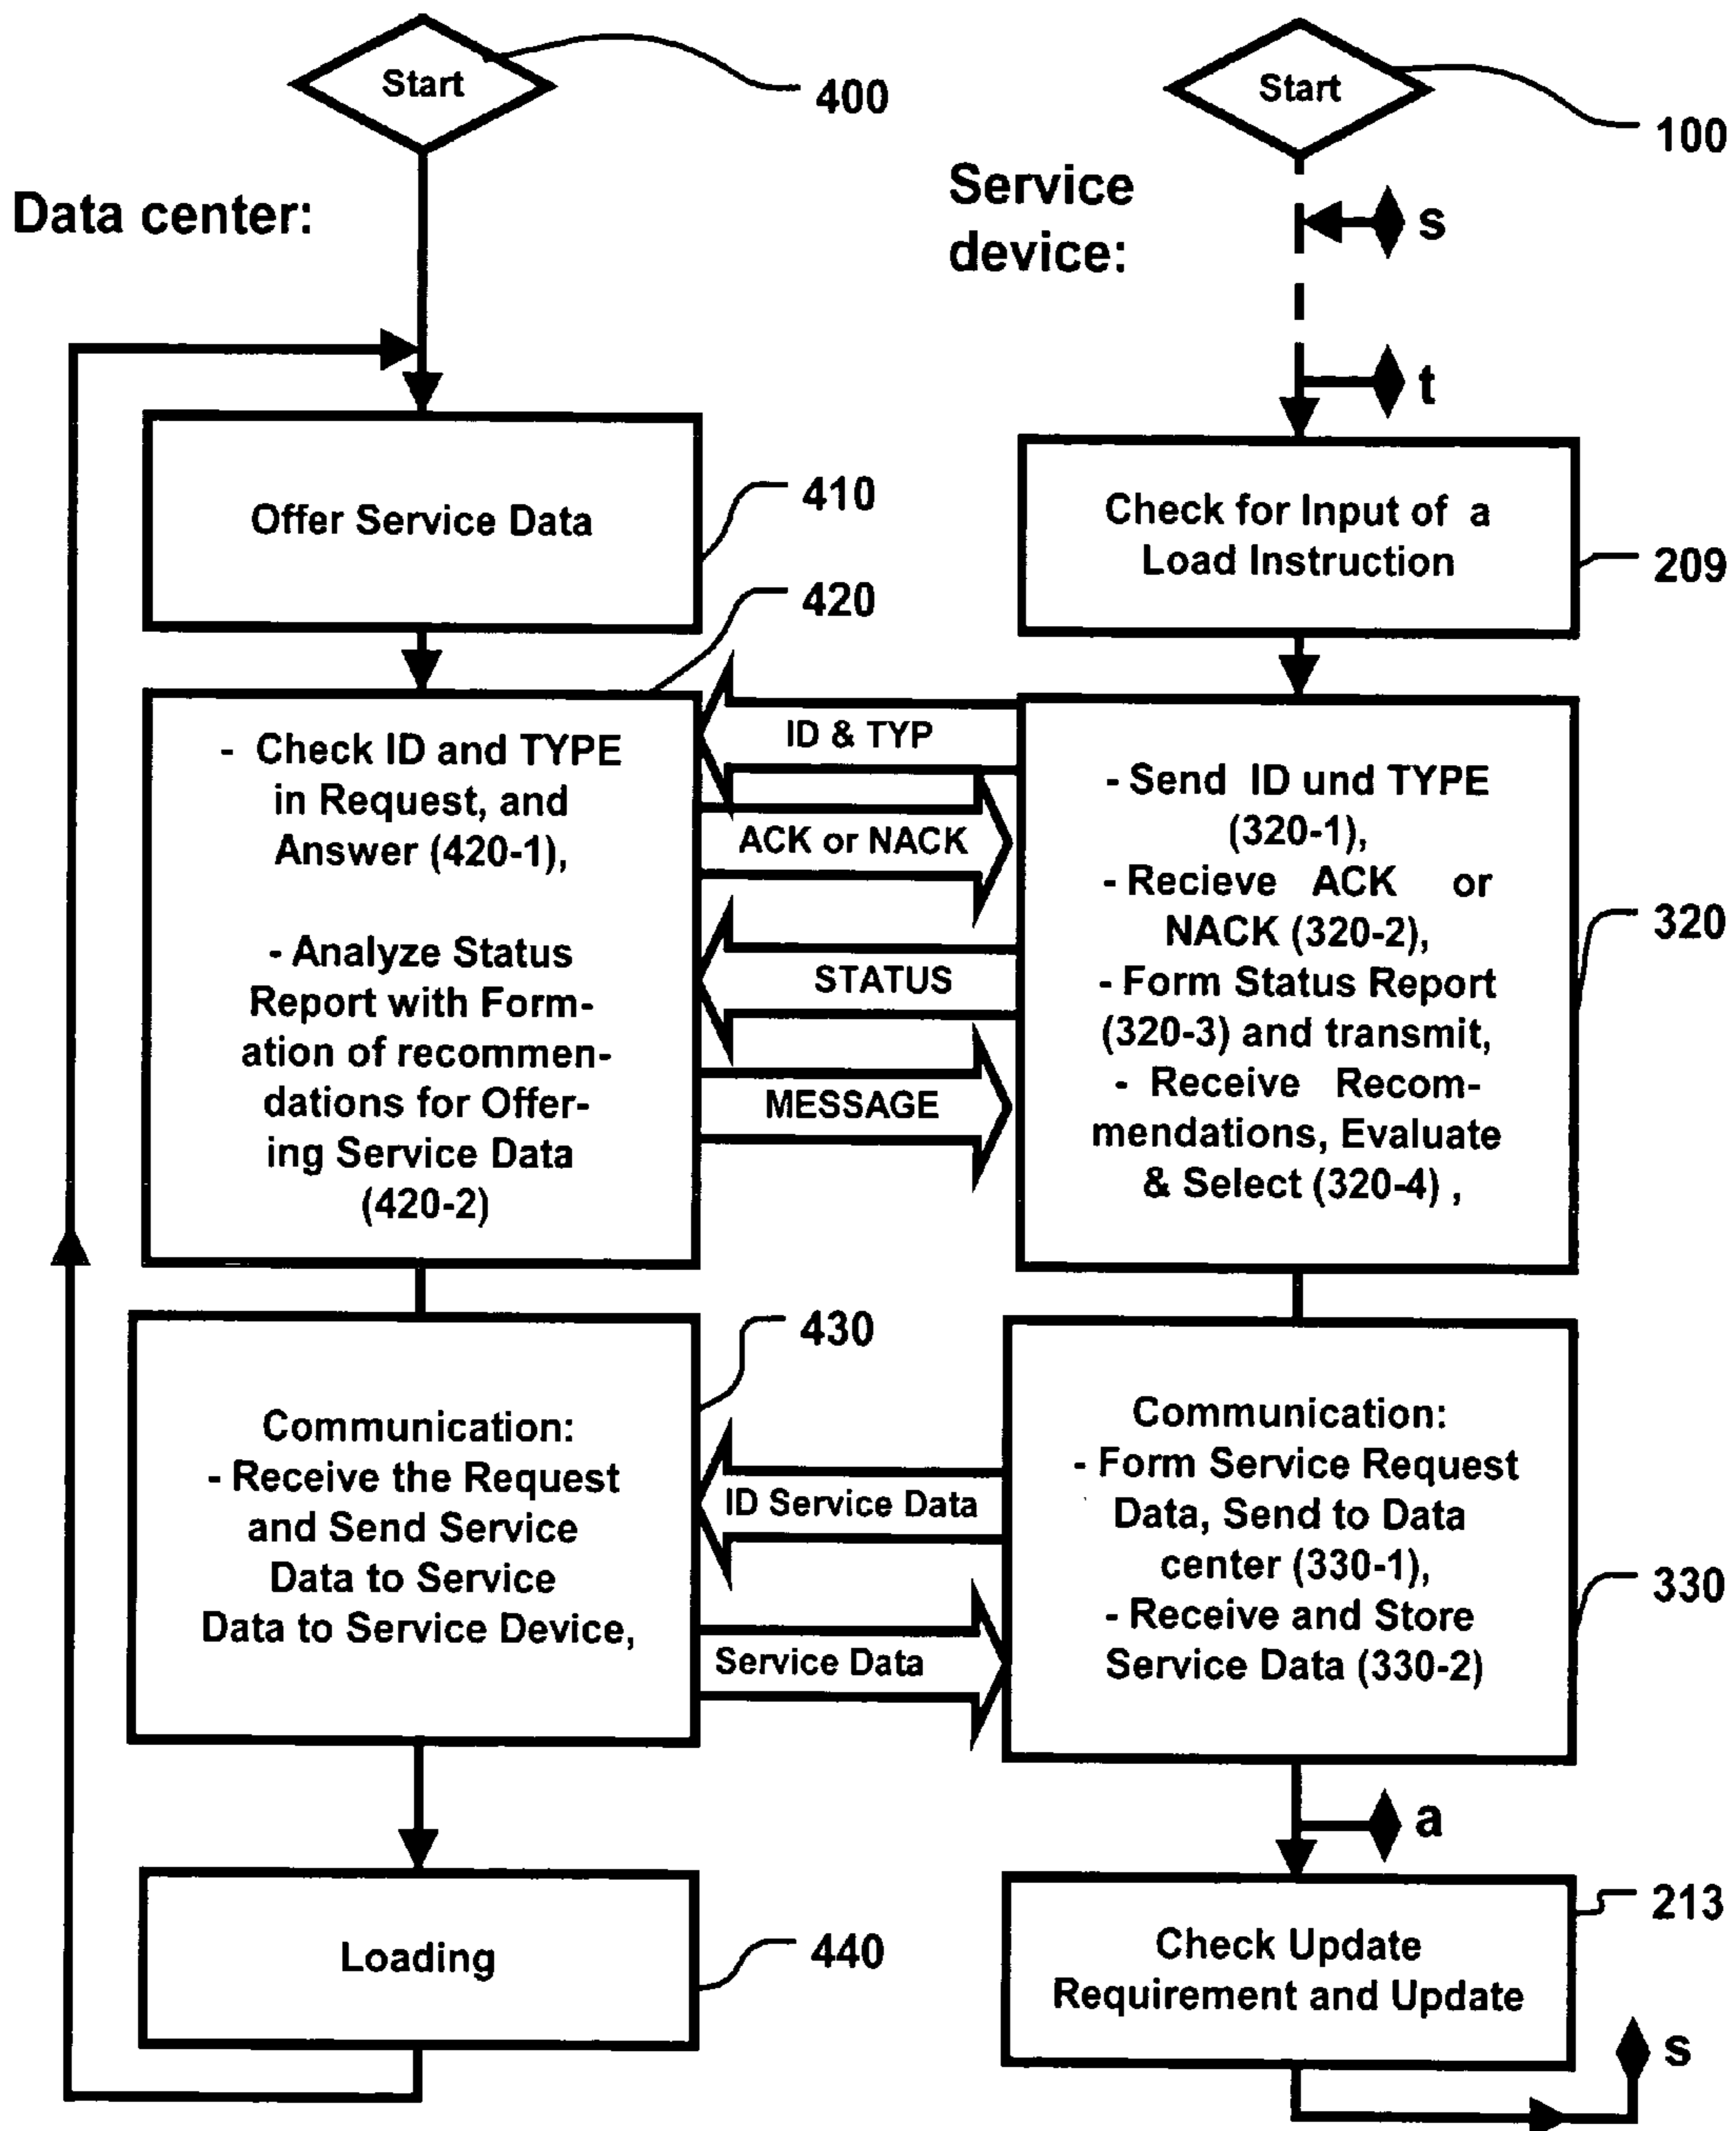 Start
400
Data center:
Offer Service Data
410
420
- Check ID and TYPE
in Request, and
Answer (420-1),
- Analyze Status
Report with Form-
ation of recommen-
dations for Offer-
ing Service Data
(420-2)
430
Communication:
- Receive the Request
and Send Service
Data to Service
Data to Service Device,
Loading
440
ID & TYP
ACK or NACK
STATUS
MESSAGE
ID Service Data
Service Data
Start
100
Service
device:
s
t
Check for Input of a
Load Instruction
209
- Send ID und TYPE
(320-1),
- Recieve ACK or
NACK (320-2),
- Form Status Report
(320-3) and transmit,
- Receive Recom-
mendations, Evaluate
& Select (320-4) ,
320
Communication:
- Form Service Request
Data, Send to Data
center (330-1),
- Receive and Store
Service Data (330-2)
330
a
Check Update
Requirement and Update
213
s